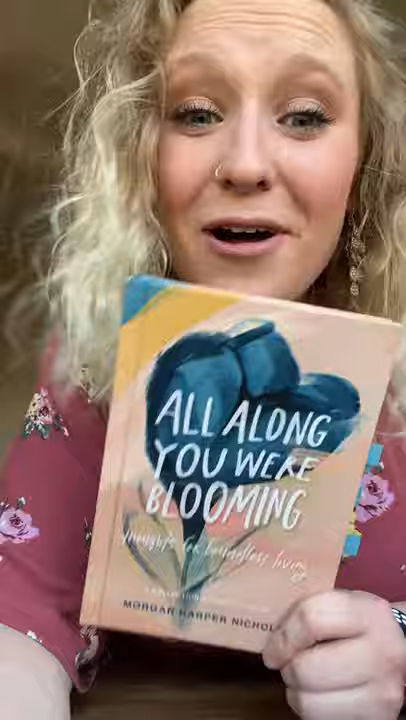 ALL ALONG
YOU WERE
BLOOMING
thoughts for boundless living
MORGAN HARPER NICHOL